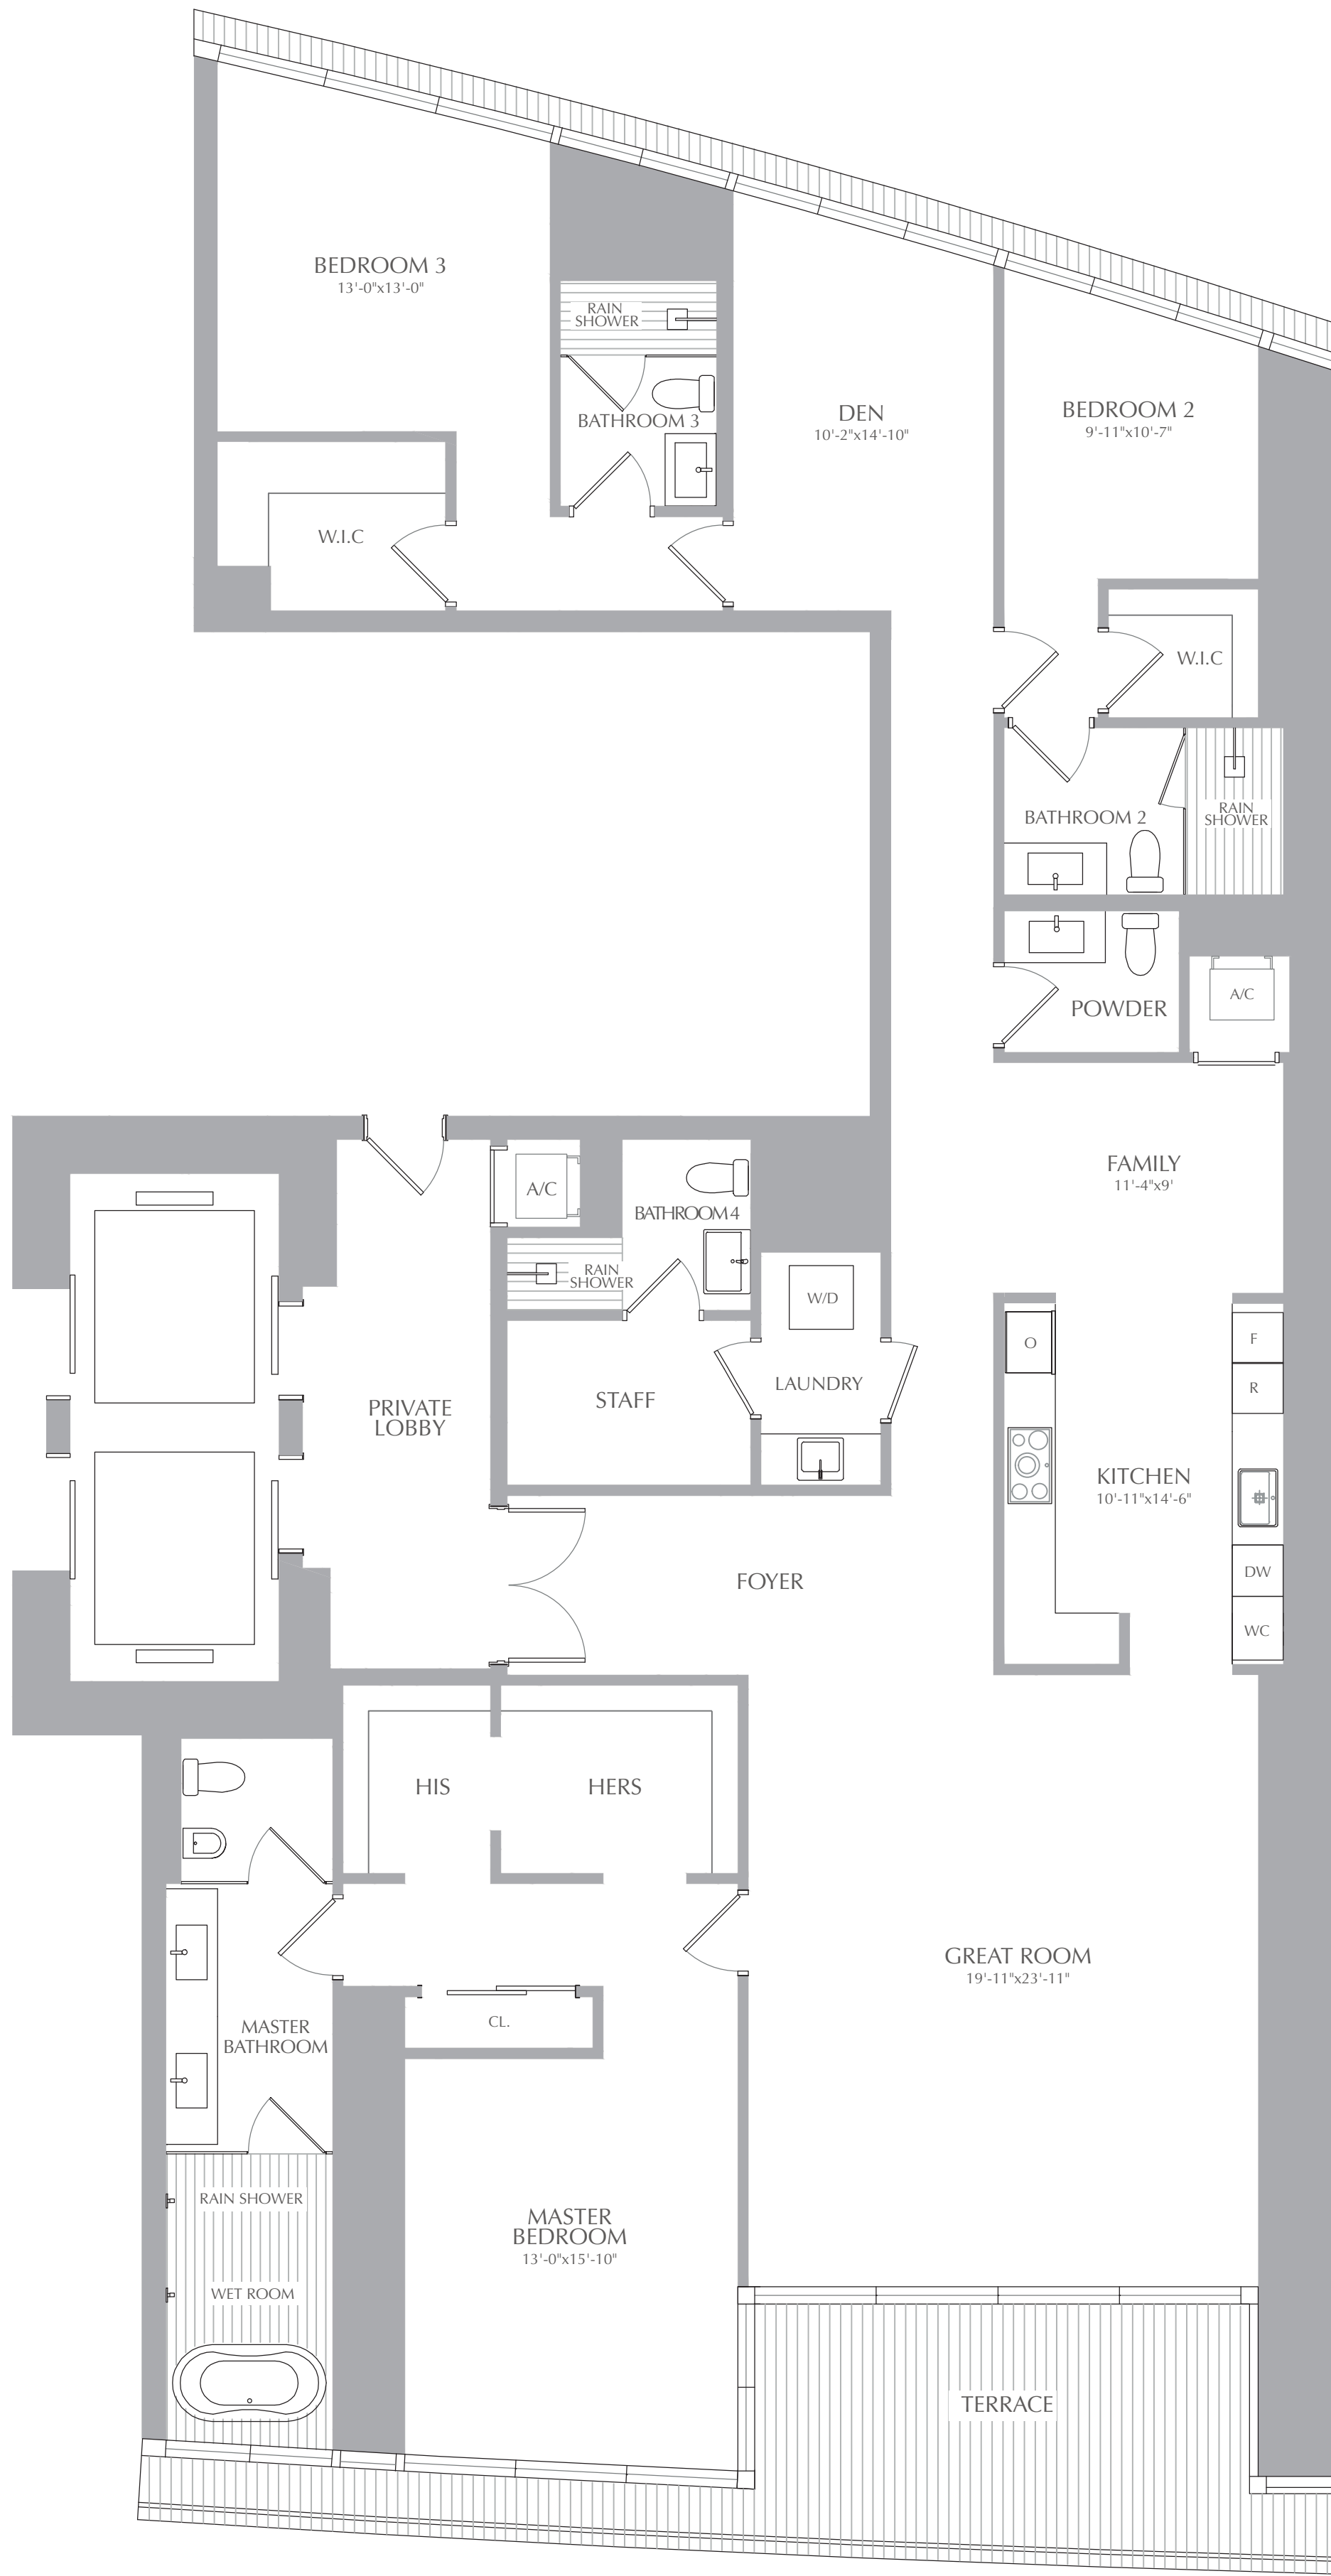 BEDROOM 3
13'-0"x13'-0"
RAIN
SHOWER
BATHROOM 3
DEN
10'-2"x14'-10"
BEDROOM 2
9'-11"x10'-7"
W.I.C
W.I.C
BATHROOM 2
RAIN
SHOWER
POWDER
A/C
FAMILY
11'-4"x9'
A/C
BATHROOM 4
RAIN
SHOWER
W/D
LAUNDRY
STAFF
PRIVATE
LOBBY
O
F
R
KITCHEN
10'-11"x14'-6"
DW
WC
FOYER
HIS
HERS
GREAT ROOM
19'-11"x23'-11"
CL.
MASTER
BATHROOM
RAIN SHOWER
WET ROOM
MASTER
BEDROOM
13'-0"x15'-10"
TERRACE